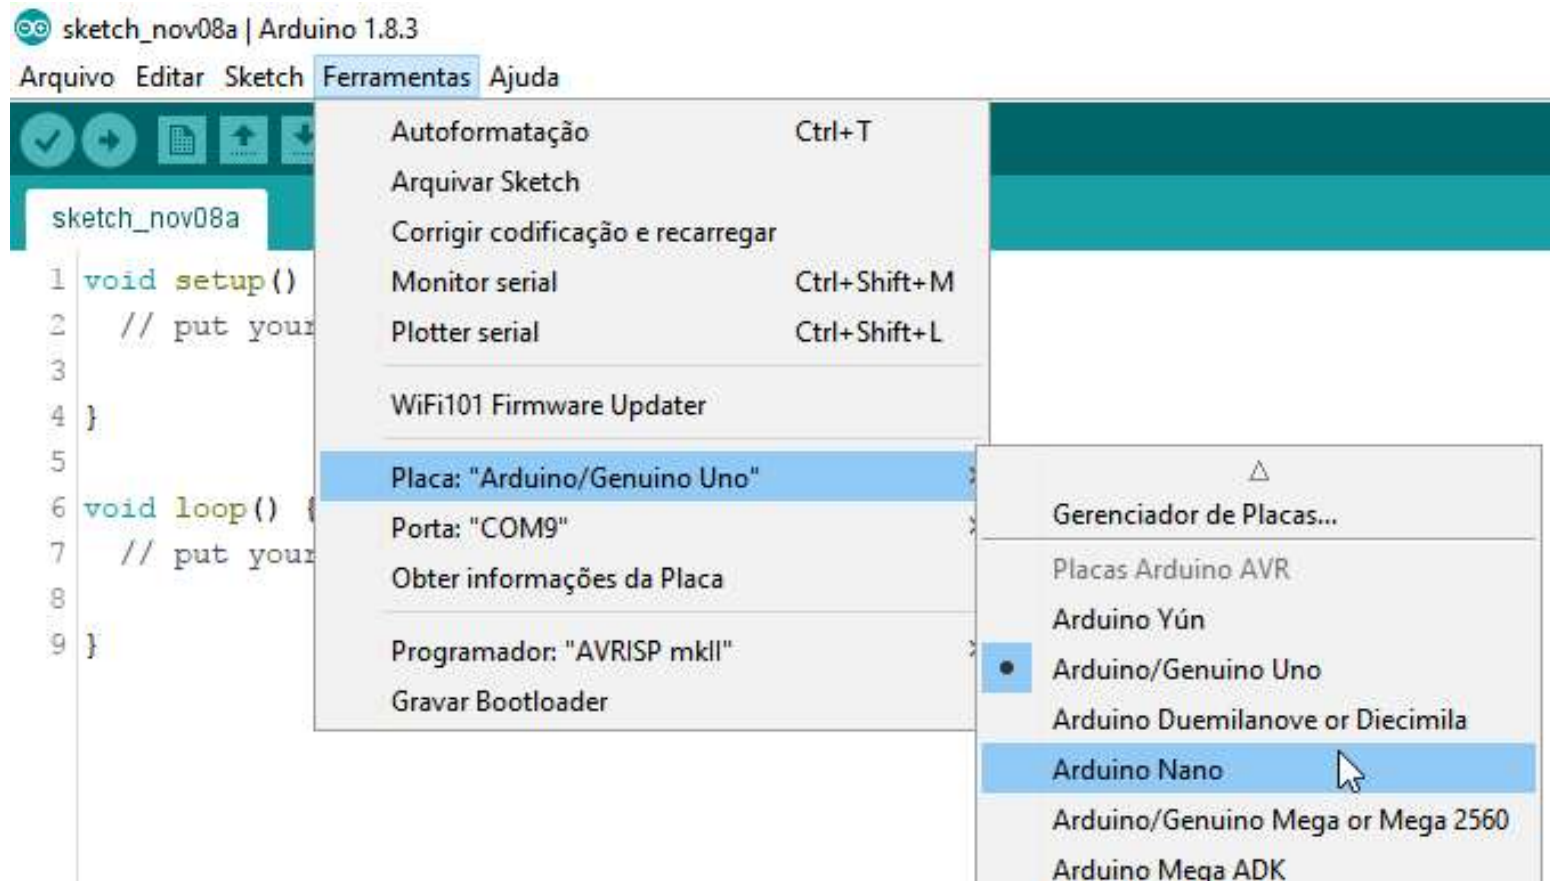 sketch_nov08a | Arduino 1.8.3
Arquivo Editar Sketch Ferramentas Ajuda
sketch_nov08a
1 void setup()
2 // put your
3
4 }
5
6 void loop() {
7 // put your
8
9 }
Autoformatação Ctrl+T
Arquivar Sketch
Corrigir codificação e recarregar
Monitor serial Ctrl+Shift+M
Plotter serial Ctrl+Shift+L
WiFi101 Firmware Updater
Placa: "Arduino/Genuino Uno"
Porta: "COM9"
Obter informações da Placa
Programador: "AVRISP mkII"
Gravar Bootloader
Gerenciador de Placas...
Placas Arduino AVR
Arduino Yún
Arduino/Genuino Uno
Arduino Duemilanove or Diecimila
Arduino Nano
Arduino/Genuino Mega or Mega 2560
Arduino Mega ADK